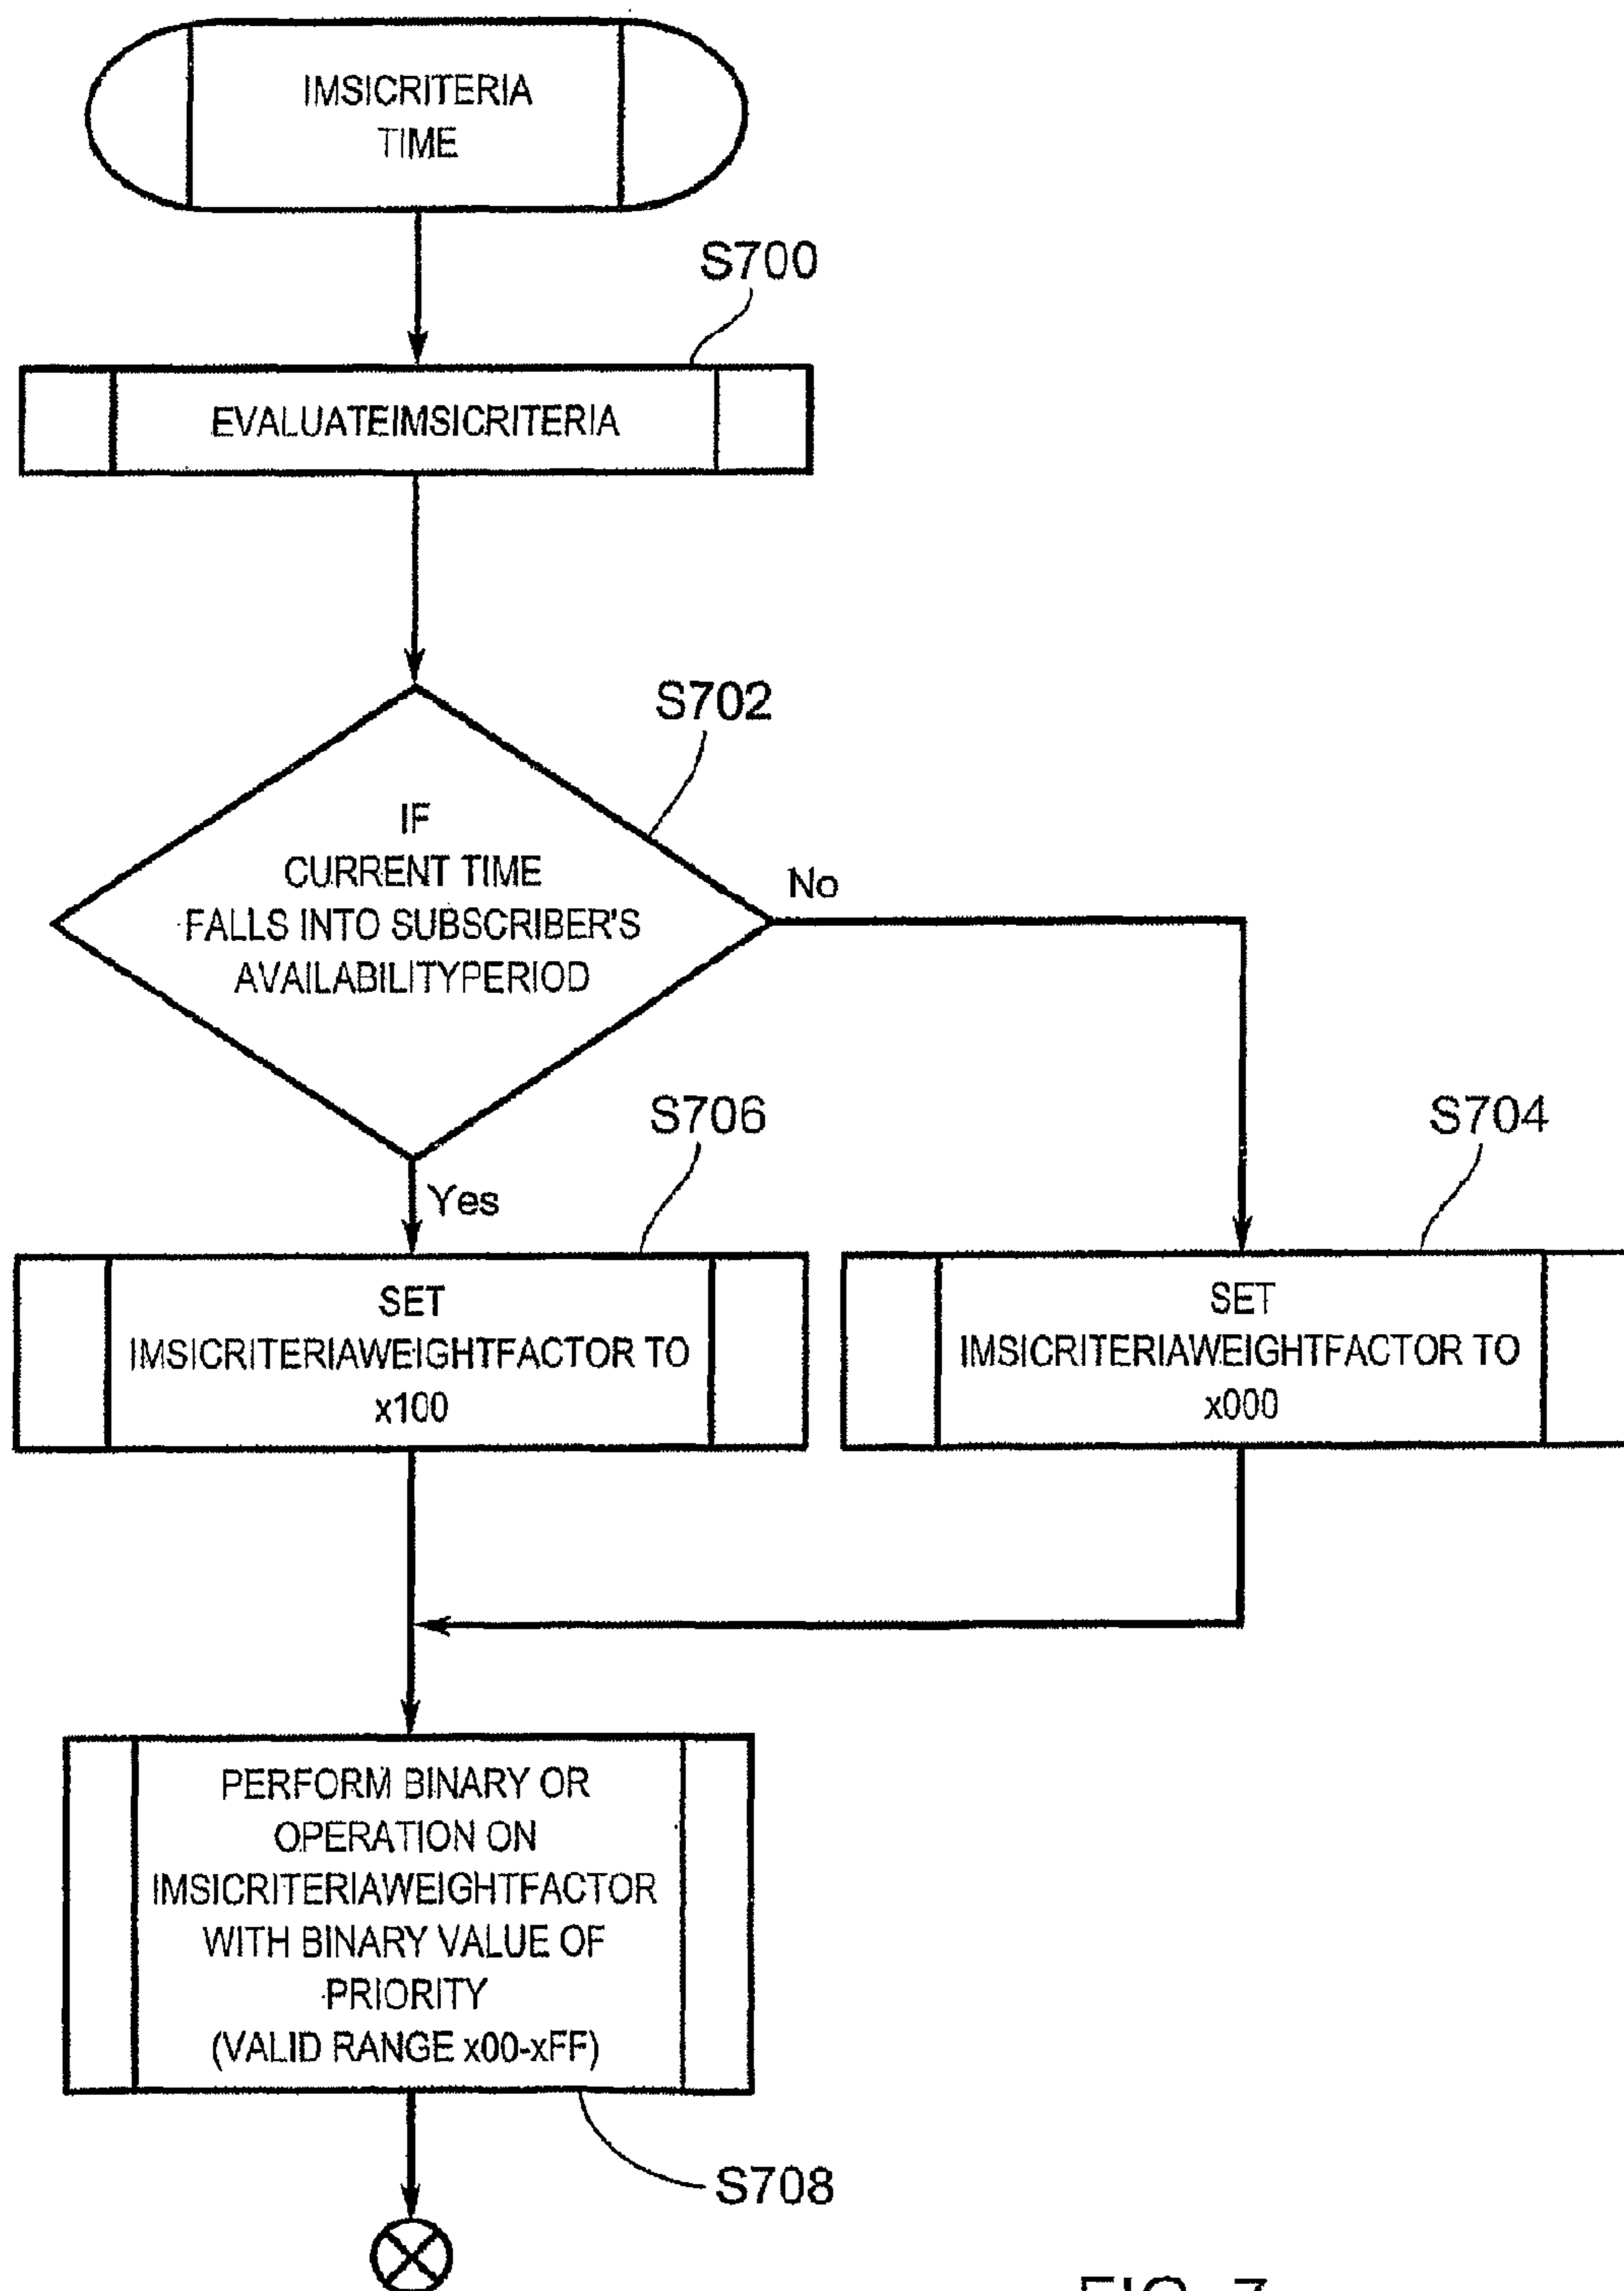 IMSICRITERIA
TIME
S700
EVALUATEIMSICRITERIA
S702
IF
CURRENT TIME
FALLS INTO SUBSCRIBER'S
AVAILABILITYPERIOD
No
S706
S704
Yes
SET
IMSICRITERIAWEIGHTFACTOR TO
x100
SET
IMSICRITERIAWEIGHTFACTOR TO
x000
PERFORM BINARY OR
OPERATION ON
IMSICRITERIAWEIGHTFACTOR
WITH BINARY VALUE OF
PRIORITY
(VALID RANGE x00-xFF)
S708
FIG. 7